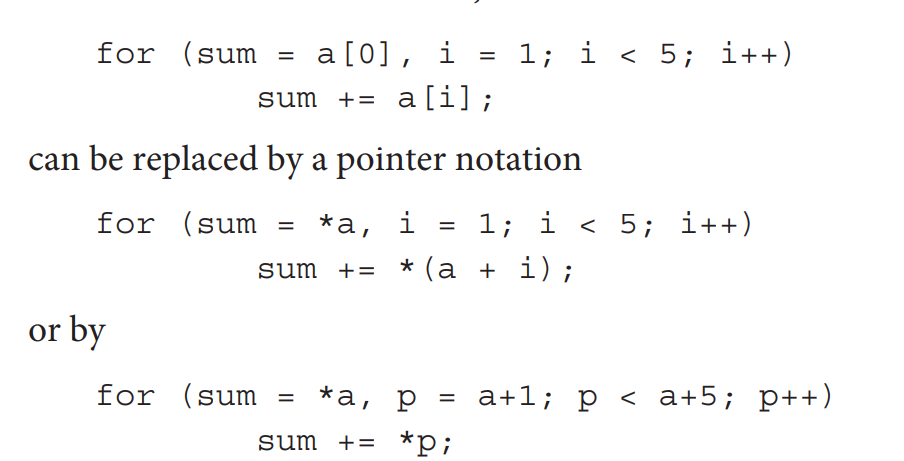 for (sum = a[0], i = 1; i < 5; i++)
sum += a[i];
can be replaced by a pointer notation
for (sum = *a, i = 1; i < 5; i++)
sum += *(a + i);
or by
for (sum = *a, p = a+1; p < a+5; p++)
sum += *p;